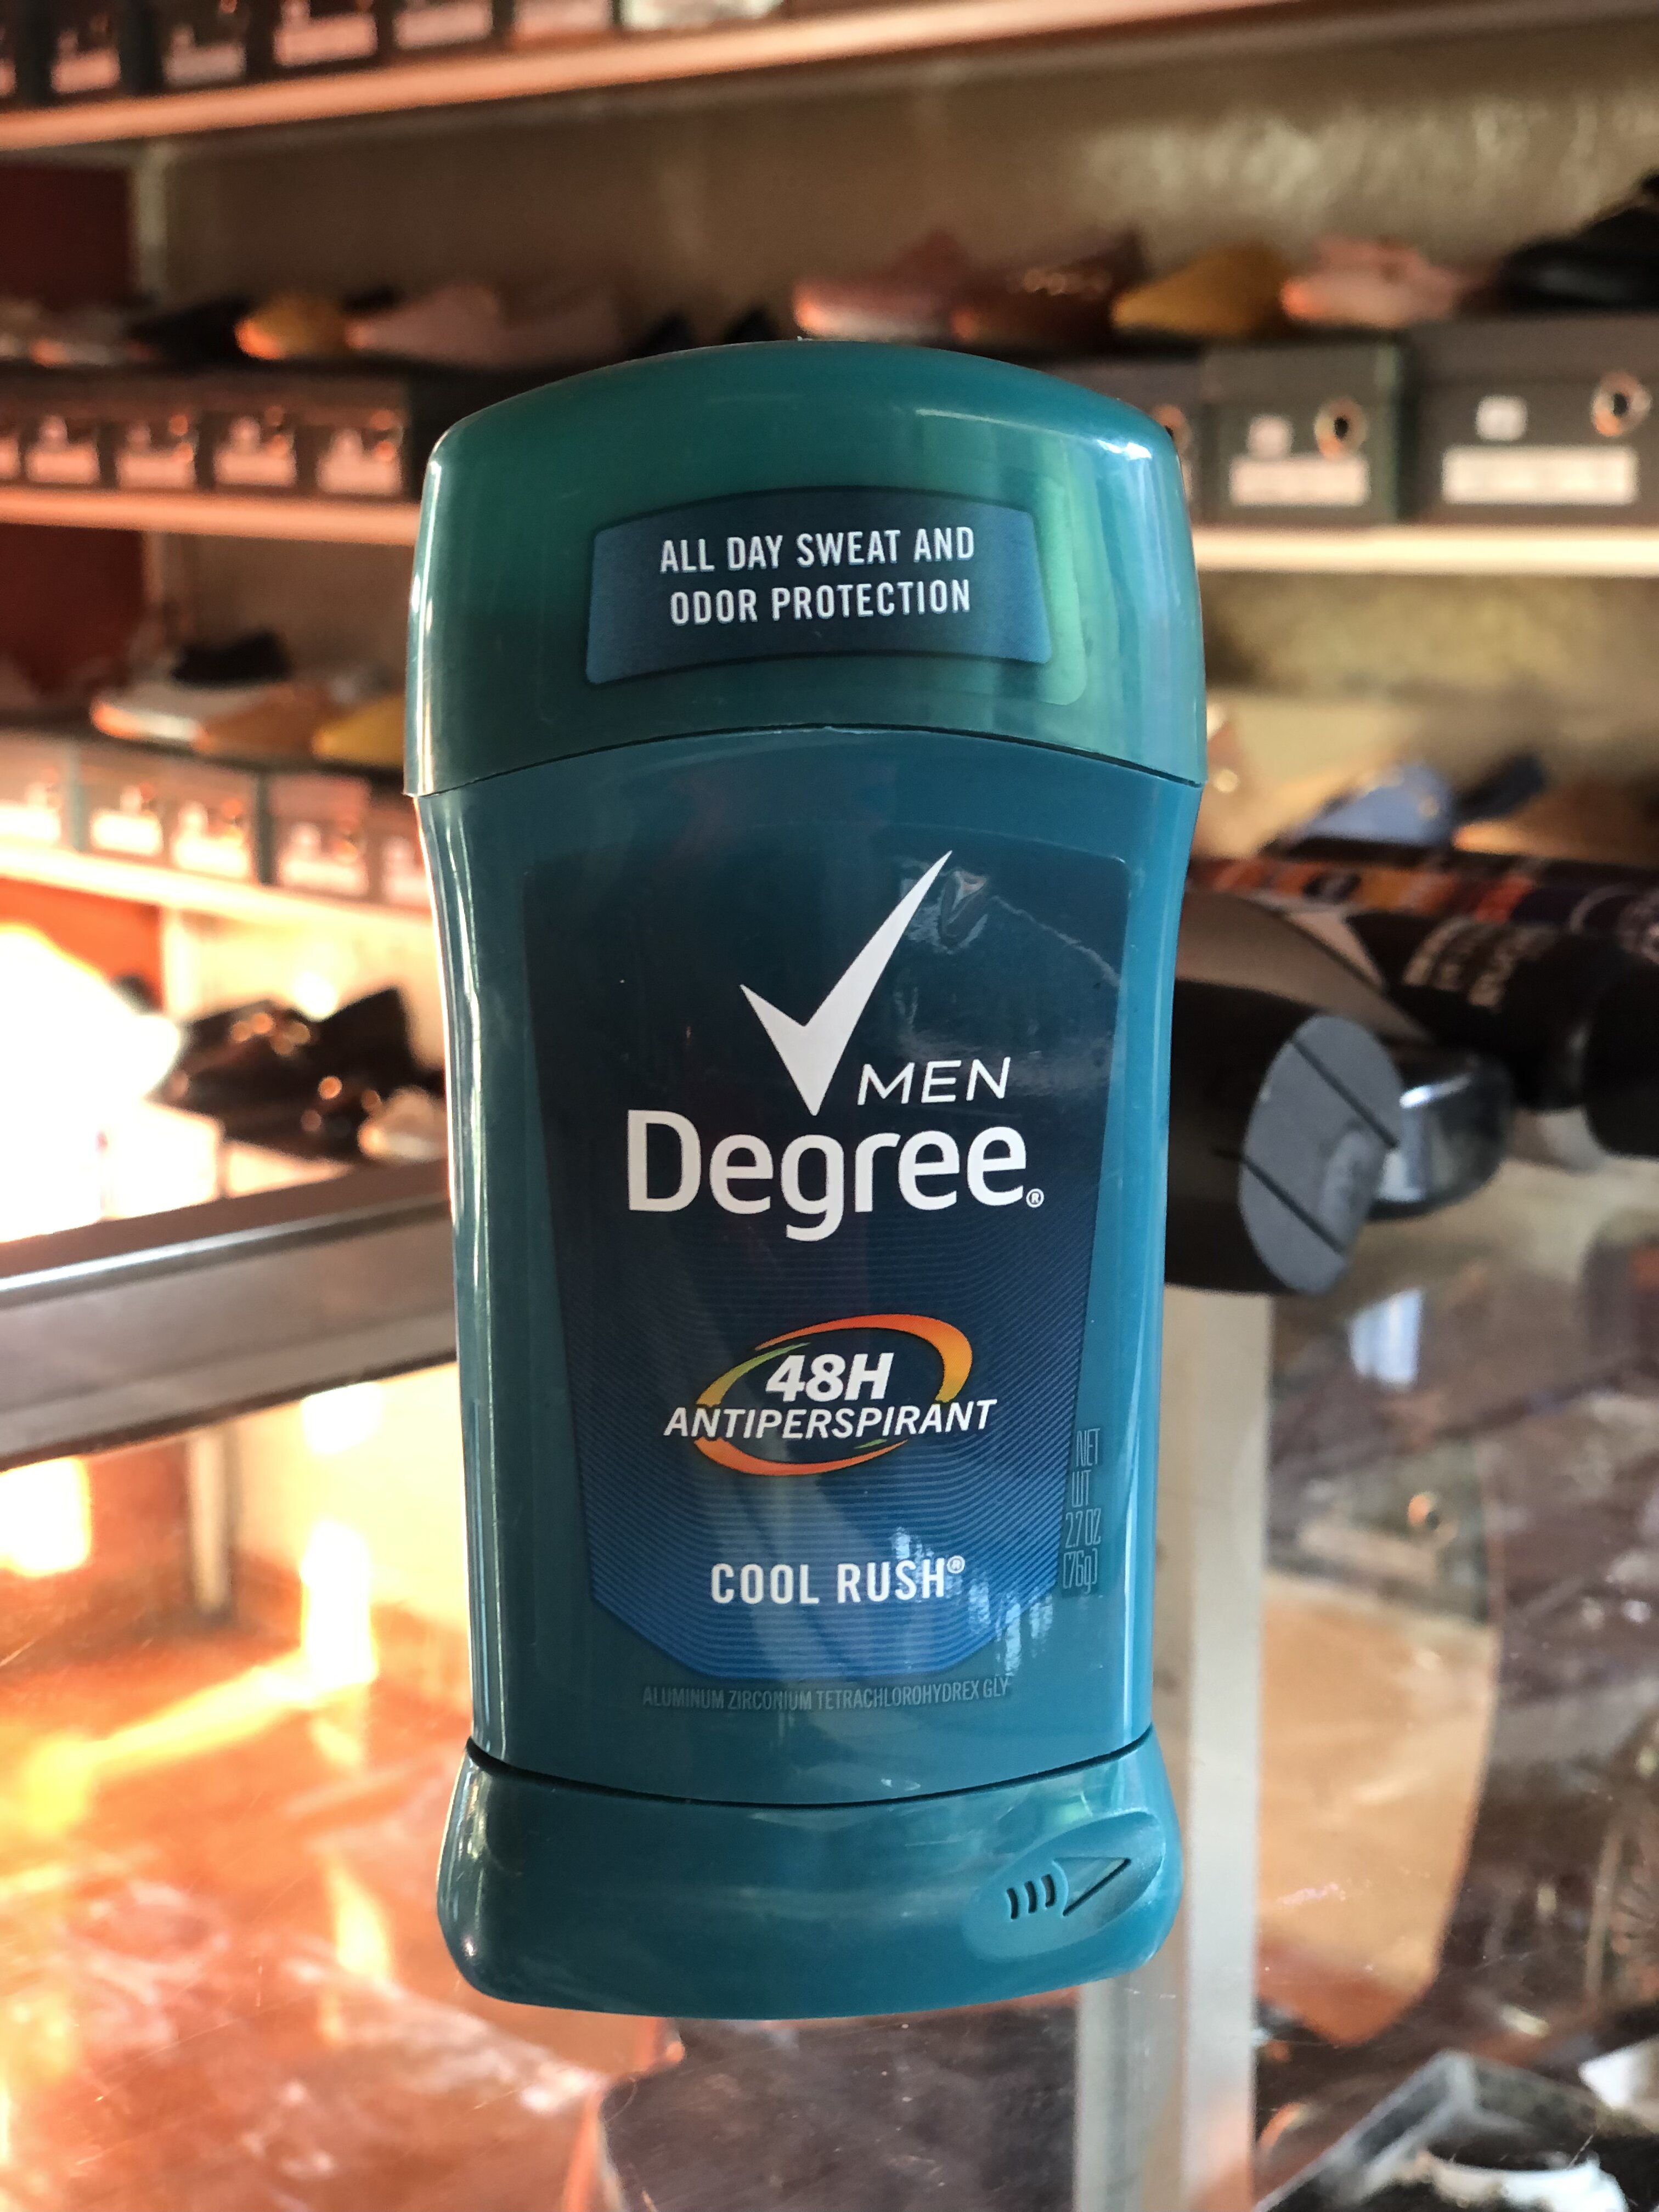 ALL DAY SWEAT AND
ODOR PROTECTION
MEN
Degree®
48H
ANTIPERSPIRANT
COOL RUSH®
NET
WT
2.7 OZ
(76g)
ALUMINUM ZIRCONIUM TETRACHLOROHYDREX GLY